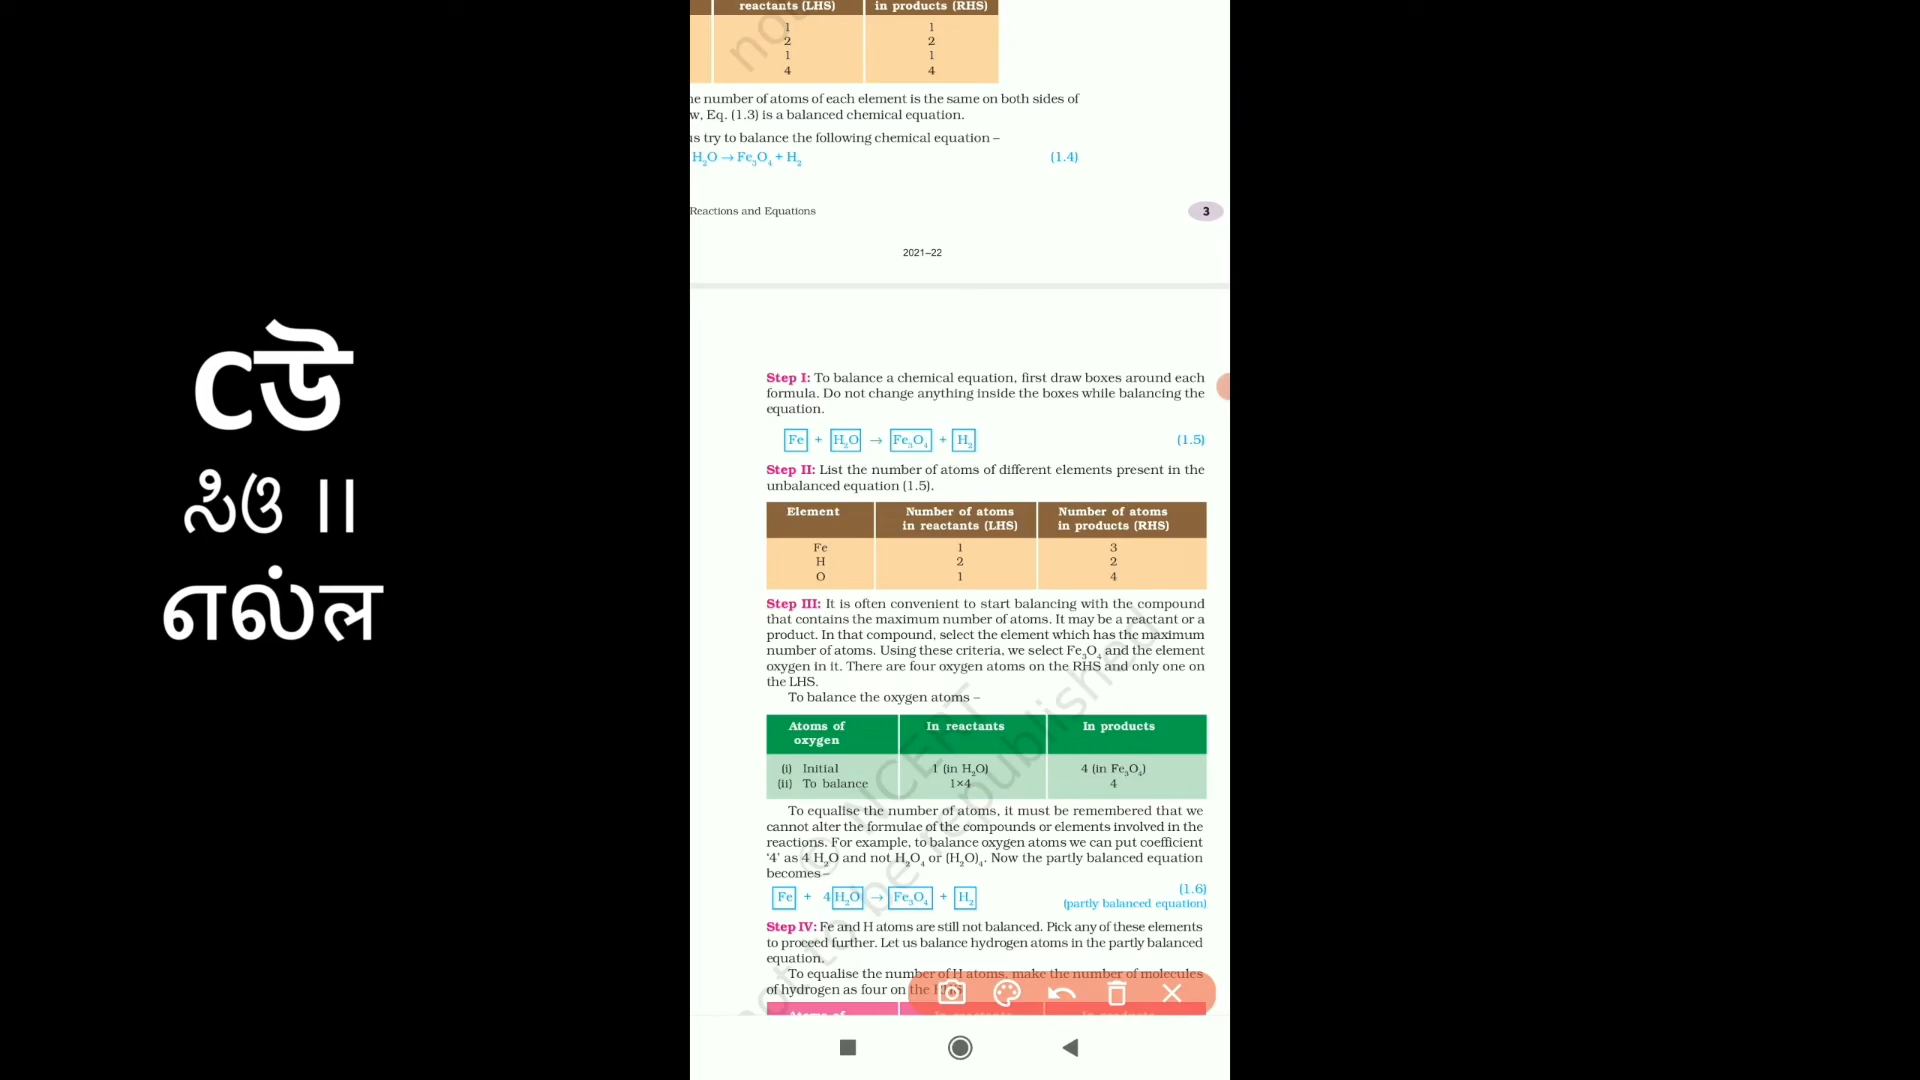 Cউ
సిଓ ||
எல்ल
reactants (LHS) in products (RHS)
1 1
2 2
1 1
4 4
number of atoms of each element is the same on both sides of
Eq. (1.3) is a balanced chemical equation.
try to balance the following chemical equation –
H₂O → Fe₃O₄ + H₂ (1.4)
Reactions and Equations 3
2021–22
Step I: To balance a chemical equation, first draw boxes around each
formula. Do not change anything inside the boxes while balancing the
equation.
Fe + H₂O → Fe₃O₄ + H₂ (1.5)
Step II: List the number of atoms of different elements present in the
unbalanced equation (1.5).
Element Number of atoms in reactants (LHS) Number of atoms in products (RHS)
Fe 1 3
H 2 2
O 1 4
Step III: It is often convenient to start balancing with the compound
that contains the maximum number of atoms. It may be a reactant or a
product. In that compound, select the element which has the maximum
number of atoms. Using these criteria, we select Fe₃O₄ and the element
oxygen in it. There are four oxygen atoms on the RHS and only one on
the LHS.
To balance the oxygen atoms –
Atoms of oxygen In reactants In products
(i) Initial 1 (in H₂O) 4 (in Fe₃O₄)
(ii) To balance 1×4 4
To equalise the number of atoms, it must be remembered that we
cannot alter the formulae of the compounds or elements involved in the
reactions. For example, to balance oxygen atoms we can put coefficient
‘4’ as 4 H₂O and not H₂O₄ or (H₂O)₄. Now the partly balanced equation
becomes–
Fe + 4 H₂O → Fe₃O₄ + H₂ (1.6)
(partly balanced equation)
Step IV: Fe and H atoms are still not balanced. Pick any of these elements
to proceed further. Let us balance hydrogen atoms in the partly balanced
equation.
To equalise the number of H atoms, make the number of molecules
of hydrogen as four on the RHS
Atoms of In reactants In products
© NCERT
not to be republished